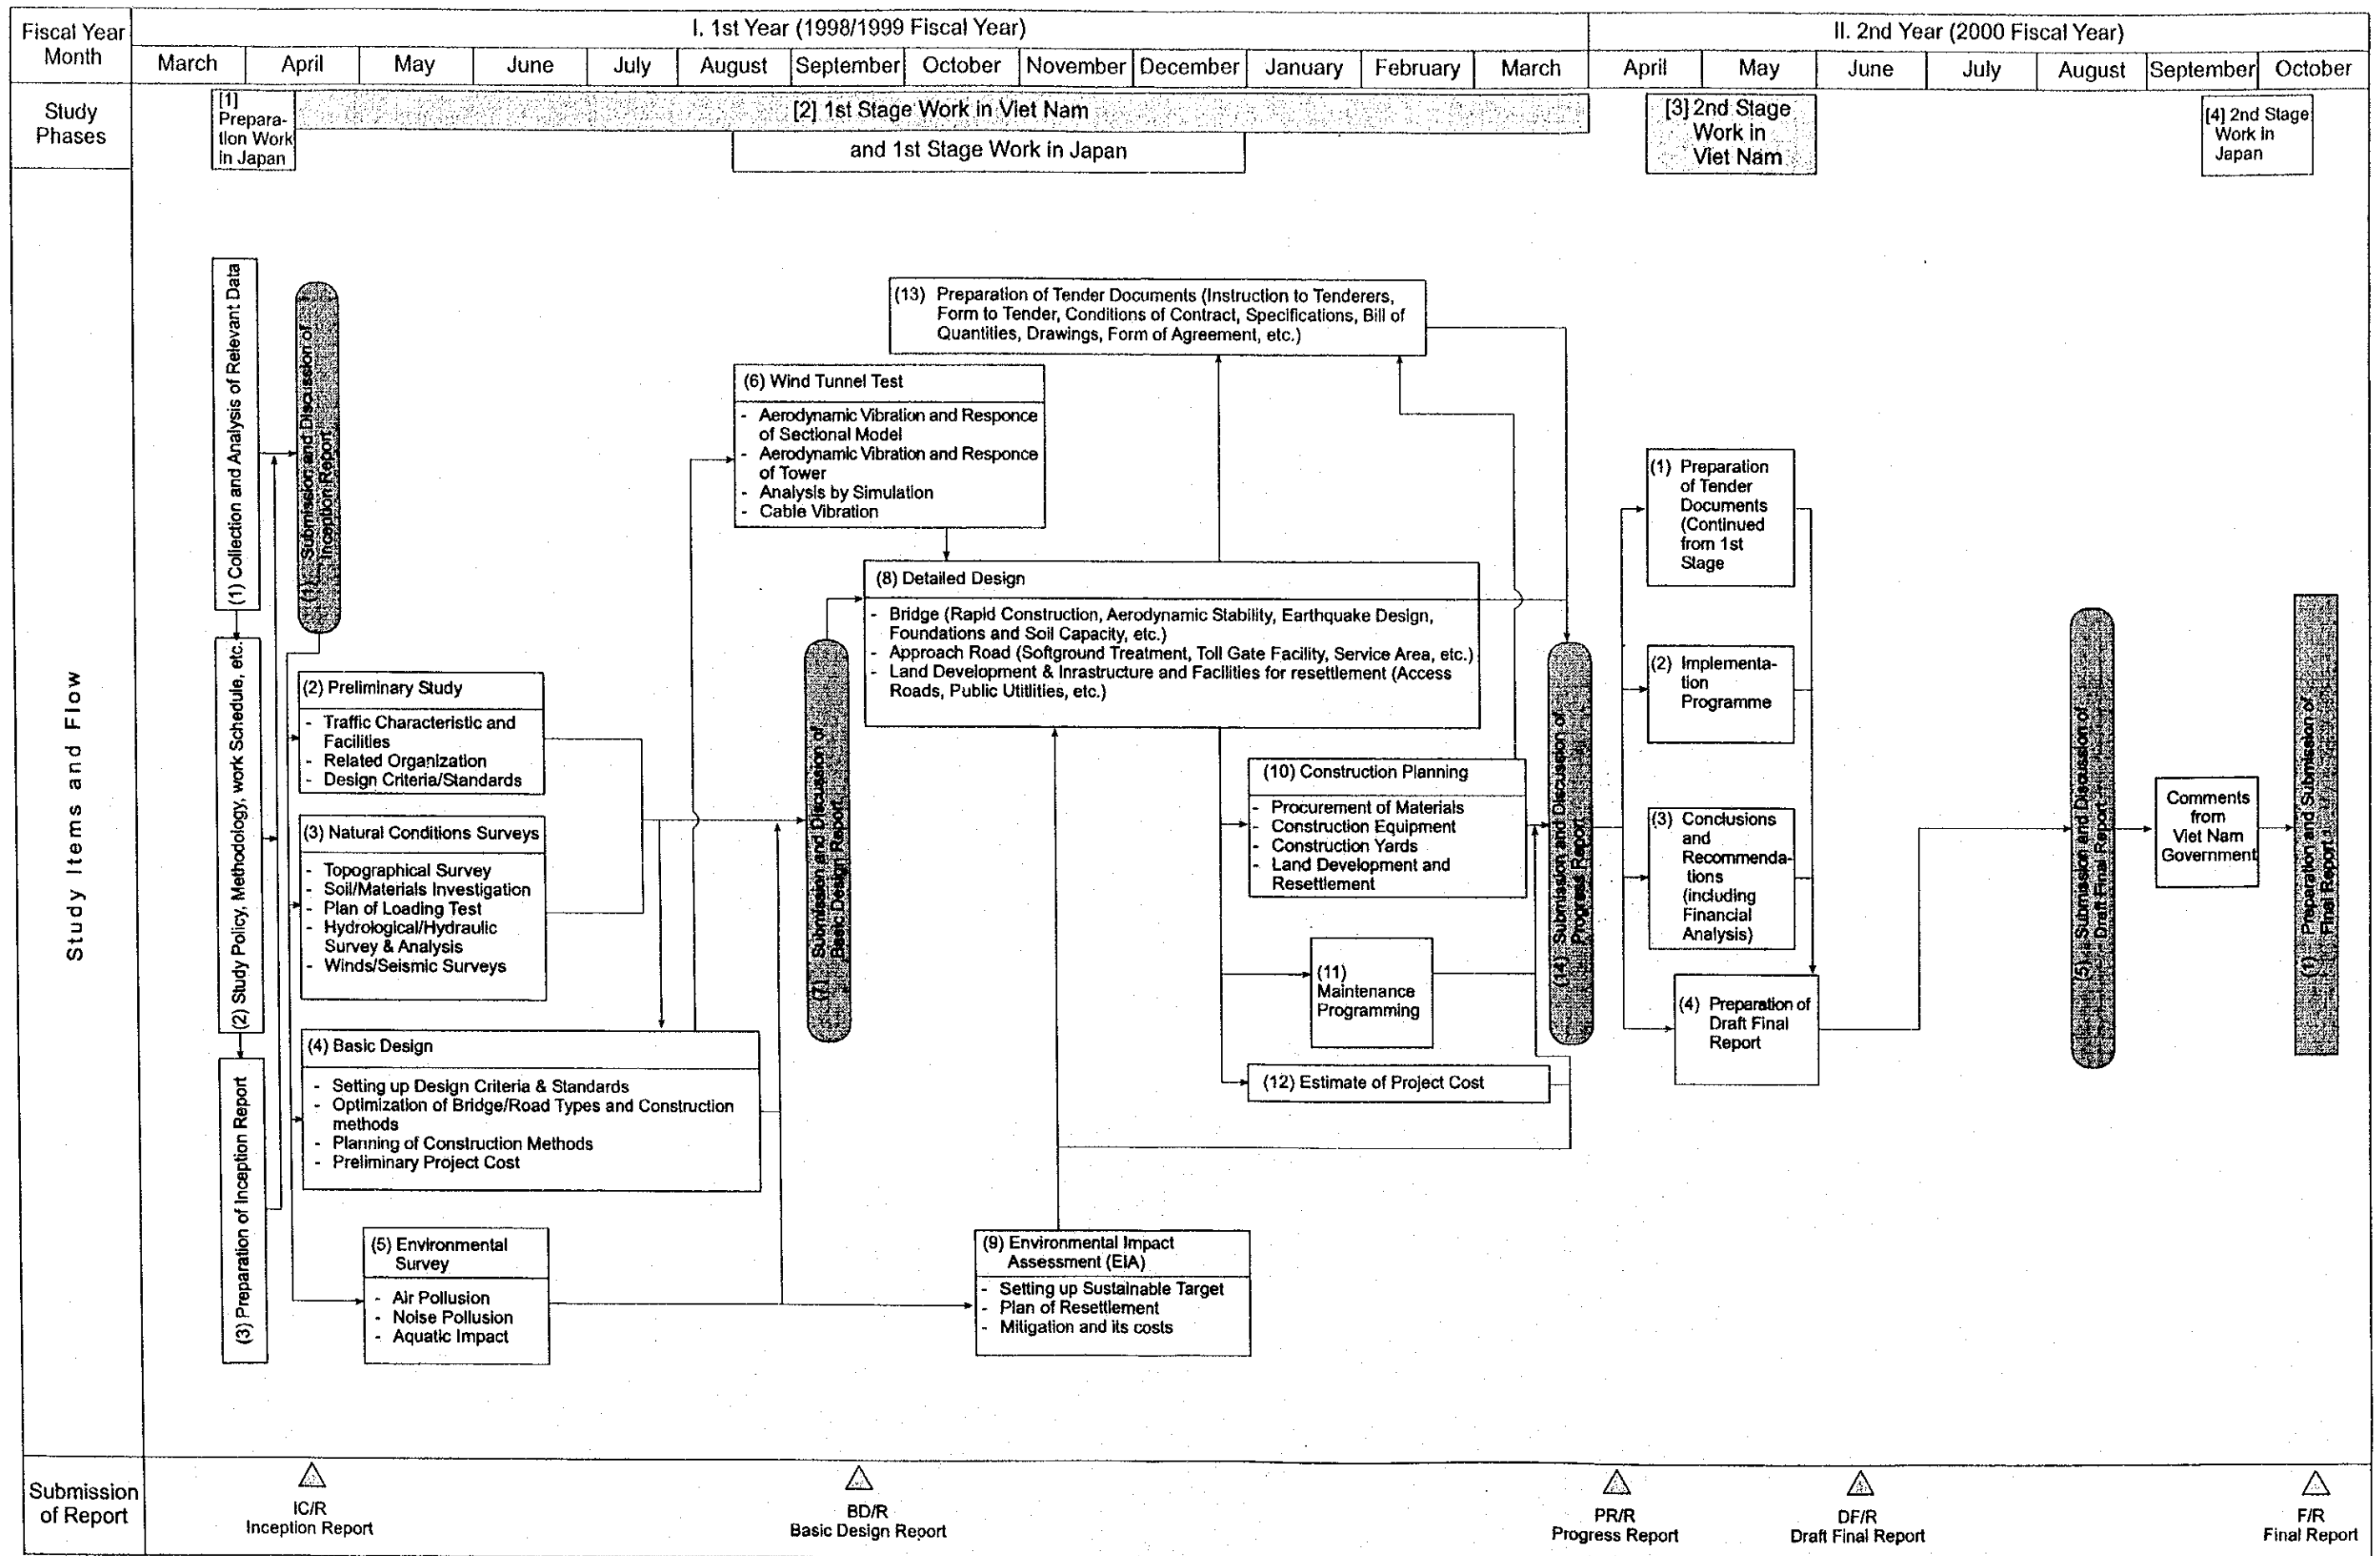 Fiscal Year
Month
I. 1st Year (1998/1999 Fiscal Year)
II. 2nd Year (2000 Fiscal Year)
March
April
May
June
July
August
September
October
November
December
January
February
March
April
May
June
July
August
September
October
Study
Phases
[1]
Prepara-
tion Work
in Japan
[2] 1st Stage Work in Viet Nam
and 1st Stage Work in Japan
[3] 2nd Stage
Work in
Viet Nam
[4] 2nd Stage
Work in
Japan
Study Items and Flow
(1) Collection and Analysis of Relevant Data
(2) Study Policy, Methodology, work Schedule, etc.
(3) Preparation of Inception Report
(1) Submission and Discussion of
Inception Report
(2) Preliminary Study
- Traffic Characteristic and
Facilities
- Related Organization
- Design Criteria/Standards
(3) Natural Conditions Surveys
- Topographical Survey
- Soil/Materials Investigation
- Plan of Loading Test
- Hydrological/Hydraulic
Survey & Analysis
- Winds/Seismic Surveys
(4) Basic Design
- Setting up Design Criteria & Standards
- Optimization of Bridge/Road Types and Construction
methods
- Planning of Construction Methods
- Preliminary Project Cost
(5) Environmental
Survey
- Air Pollusion
- Noise Pollusion
- Aquatic Impact
(6) Wind Tunnel Test
- Aerodynamic Vibration and Responce
of Sectional Model
- Aerodynamic Vibration and Responce
of Tower
- Analysis by Simulation
- Cable Vibration
(7) Submission and Discussion of
Basic Design Report
(13) Preparation of Tender Documents (Instruction to Tenderers,
Form to Tender, Conditions of Contract, Specifications, Bill of
Quantities, Drawings, Form of Agreement, etc.)
(8) Detailed Design
- Bridge (Rapid Construction, Aerodynamic Stability, Earthquake Design,
Foundations and Soil Capacity, etc.)
- Approach Road (Softground Treatment, Toll Gate Facility, Service Area, etc.)
- Land Development & Inrastructure and Facilities for resettlement (Access
Roads, Public Utitlities, etc.)
(9) Environmental Impact
Assessment (EIA)
- Setting up Sustainable Target
- Plan of Resettlement
- Mitigation and its costs
(10) Construction Planning
- Procurement of Materials
- Construction Equipment
- Construction Yards
- Land Development and
Resettlement
(11)
Maintenance
Programming
(12) Estimate of Project Cost
(14) Submission and Discussion of
Progress Report
(1) Preparation
of Tender
Documents
(Continued
from 1st
Stage
(2) Implementa-
tion
Programme
(3) Conclusions
and
Recommenda-
tions
(including
Financial
Analysis)
(4) Preparation of
Draft Final
Report
(5) Submission and Discussion of
Draft Final Report
Comments
from
Viet Nam
Government
(1) Preparation and Submission of
Final Report
Submission
of Report
IC/R
Inception Report
BD/R
Basic Design Report
PR/R
Progress Report
DF/R
Draft Final Report
F/R
Final Report